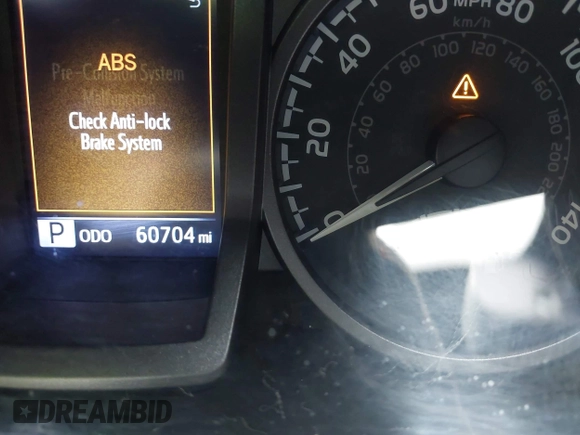 ABS
Pre-Collision System
Malfunction
Check Anti-lock
Brake System
P ODO 60704 mi
0 20 40 60 MPH 80 140
km/h
20 40 60 80 100 120 140 160 180 200
DREAMBID